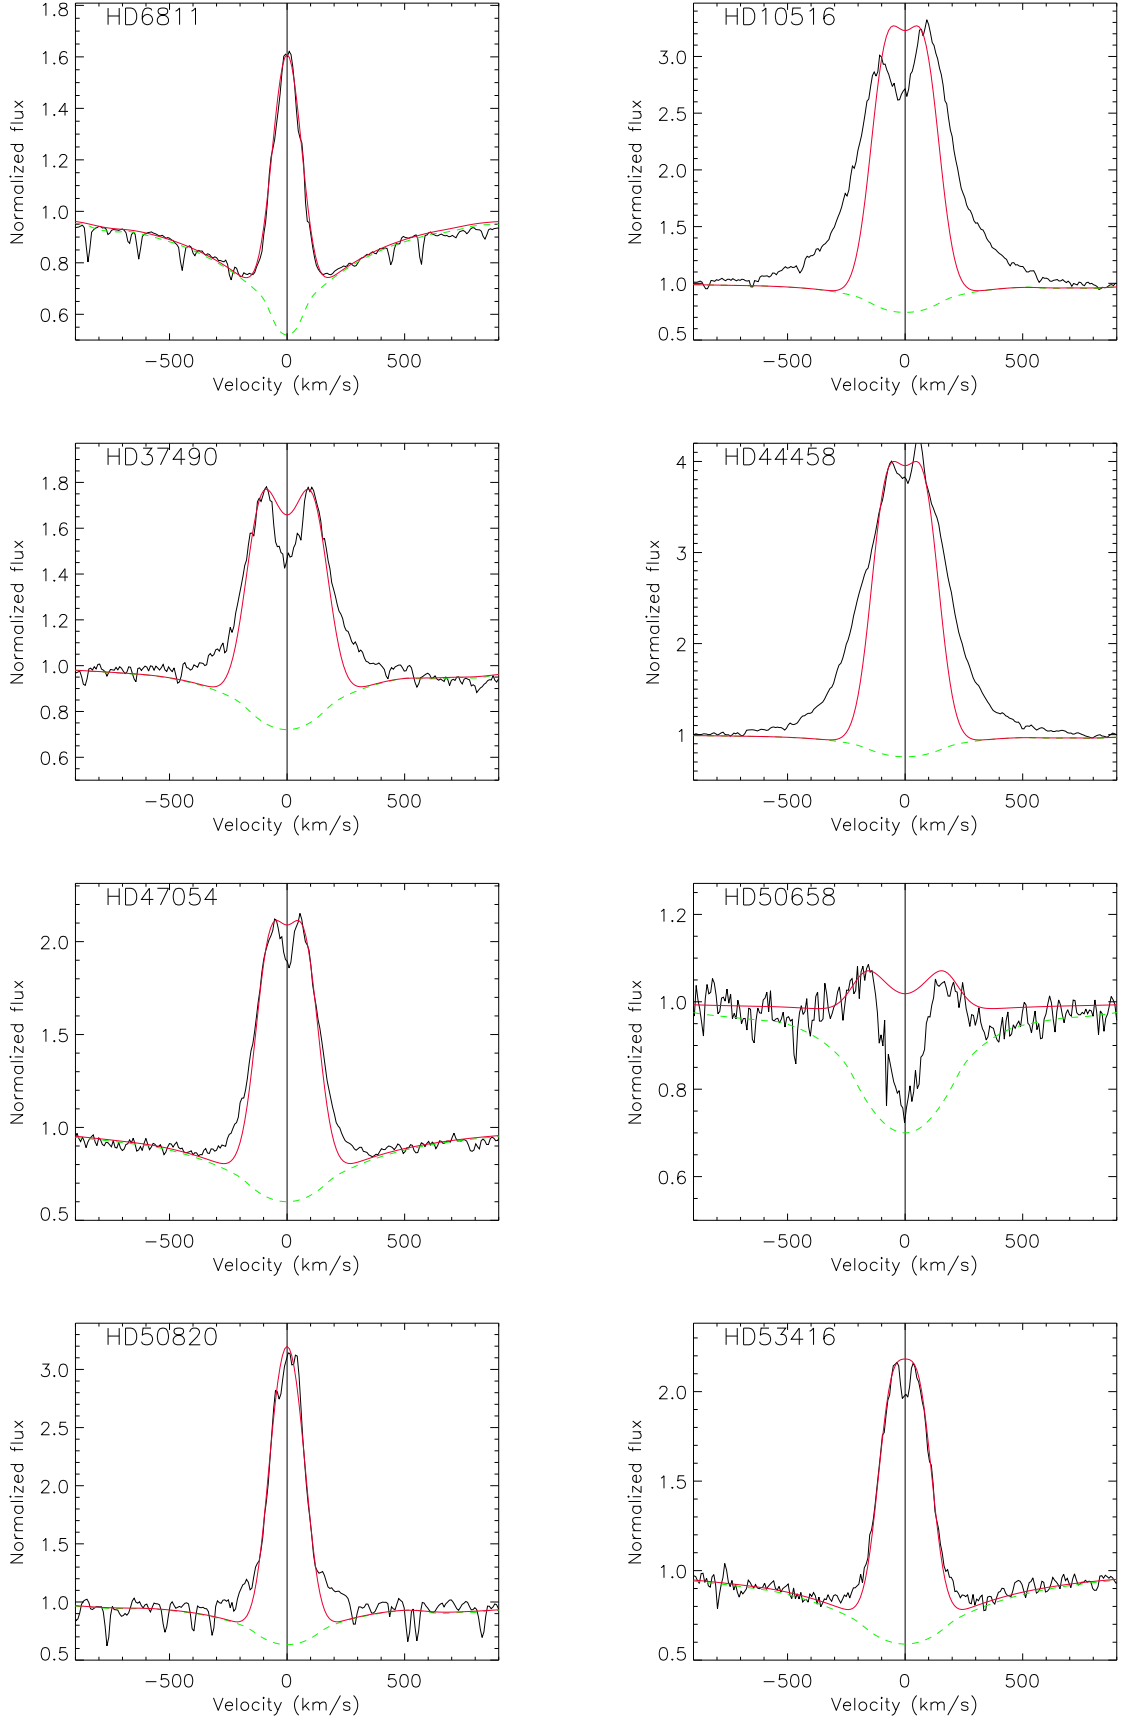 HD6811
1.8
1.6
1.4
1.2
1.0
0.8
0.6
Normalized flux
−500 0 500
Velocity (km/s)
HD10516
3.0
2.5
2.0
1.5
1.0
0.5
Normalized flux
−500 0 500
Velocity (km/s)
HD37490
1.8
1.6
1.4
1.2
1.0
0.8
0.6
Normalized flux
−500 0 500
Velocity (km/s)
HD44458
4
3
2
1
Normalized flux
−500 0 500
Velocity (km/s)
HD47054
2.0
1.5
1.0
0.5
Normalized flux
−500 0 500
Velocity (km/s)
HD50658
1.2
1.0
0.8
0.6
Normalized flux
−500 0 500
Velocity (km/s)
HD50820
3.0
2.5
2.0
1.5
1.0
0.5
Normalized flux
−500 0 500
Velocity (km/s)
HD53416
2.0
1.5
1.0
0.5
Normalized flux
−500 0 500
Velocity (km/s)